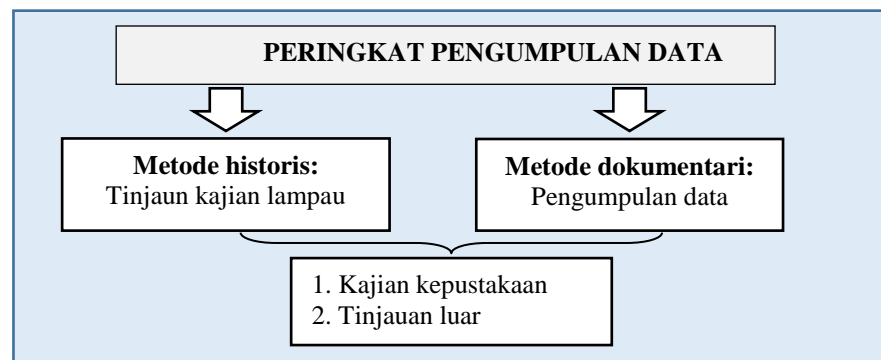 PERINGKAT PENGUMPULAN DATA
Metode historis:
Tinjaun kajian lampau
Metode dokumentari:
Pengumpulan data
1. Kajian kepustakaan
2. Tinjauan luar